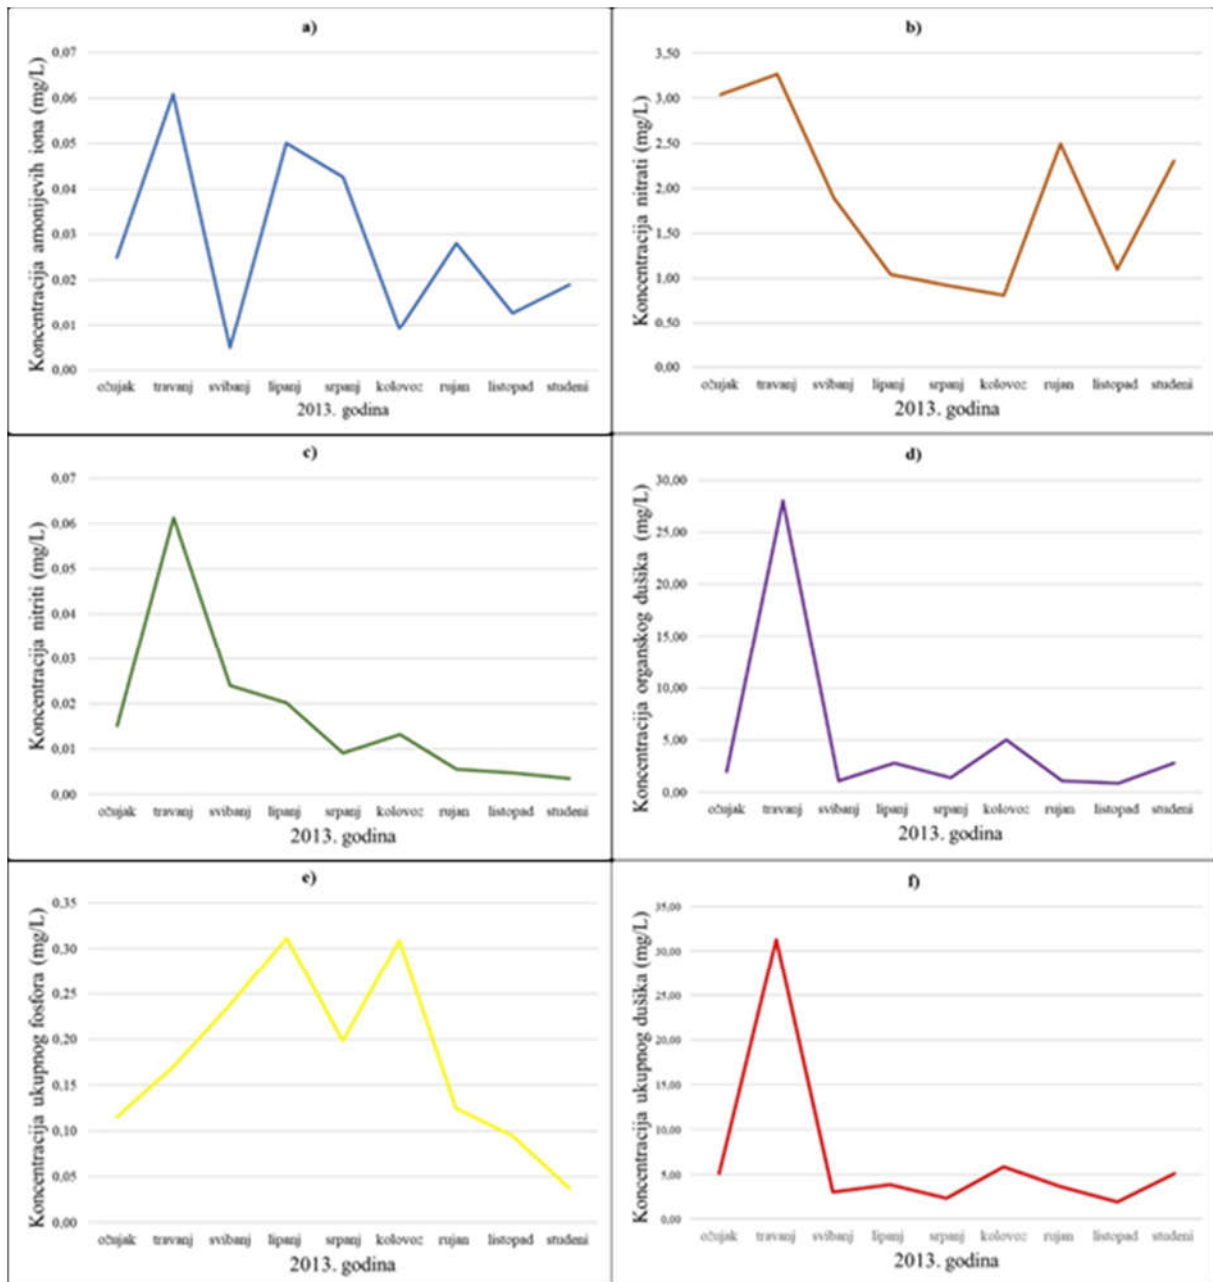 a)
Koncentracija amonijevih iona (mg/L)
0,07
0,06
0,05
0,04
0,03
0,02
0,01
0,00
očujak travanj svibanj lipanj srpanj kolovoz rujan listopad studeni
2013. godina
b)
Koncentracija nitrati (mg/L)
3,50
3,00
2,50
2,00
1,50
1,00
0,50
0,00
očujak travanj svibanj lipanj srpanj kolovoz rujan listopad studeni
2013. godina
c)
Koncentracija nitriti (mg/L)
0,07
0,06
0,05
0,04
0,03
0,02
0,01
0,00
očujak travanj svibanj lipanj srpanj kolovoz rujan listopad studeni
2013. godina
d)
Koncentracija organskog dušika (mg/L)
30,00
25,00
20,00
15,00
10,00
5,00
0,00
očujak travanj svibanj lipanj srpanj kolovoz rujan listopad studeni
2013. godina
e)
Koncentracija ukupnog fosfora (mg/L)
0,35
0,30
0,25
0,20
0,15
0,10
0,05
0,00
očujak travanj svibanj lipanj srpanj kolovoz rujan listopad studeni
2013. godina
f)
Koncentracija ukupnog dušika (mg/L)
35,00
30,00
25,00
20,00
15,00
10,00
5,00
0,00
očujak travanj svibanj lipanj srpanj kolovoz rujan listopad studeni
2013. godina